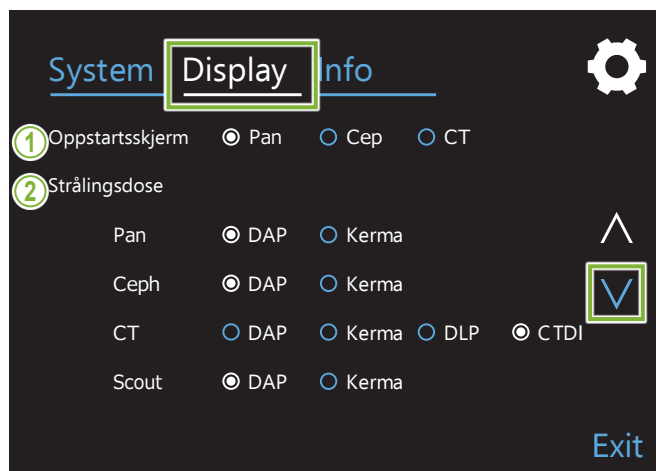 System Display Info
1 Oppstartsskjerm Pan Cep CT
2 Strålingsdose
Pan DAP Kerma
Ceph DAP Kerma
CT DAP Kerma DLP CTDI
Scout DAP Kerma
Exit